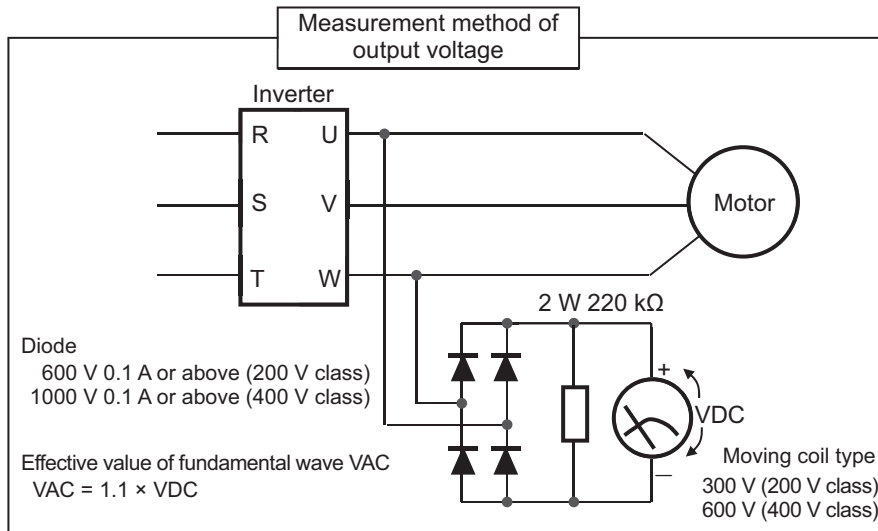 Measurement method of
output voltage
Inverter
R
U
S
V
Motor
T
W
2 W 220 kΩ
Diode
600 V 0.1 A or above (200 V class)
1000 V 0.1 A or above (400 V class)
+
VDC
Effective value of fundamental wave VAC
VAC = 1.1 × VDC
—
Moving coil type
300 V (200 V class)
600 V (400 V class)